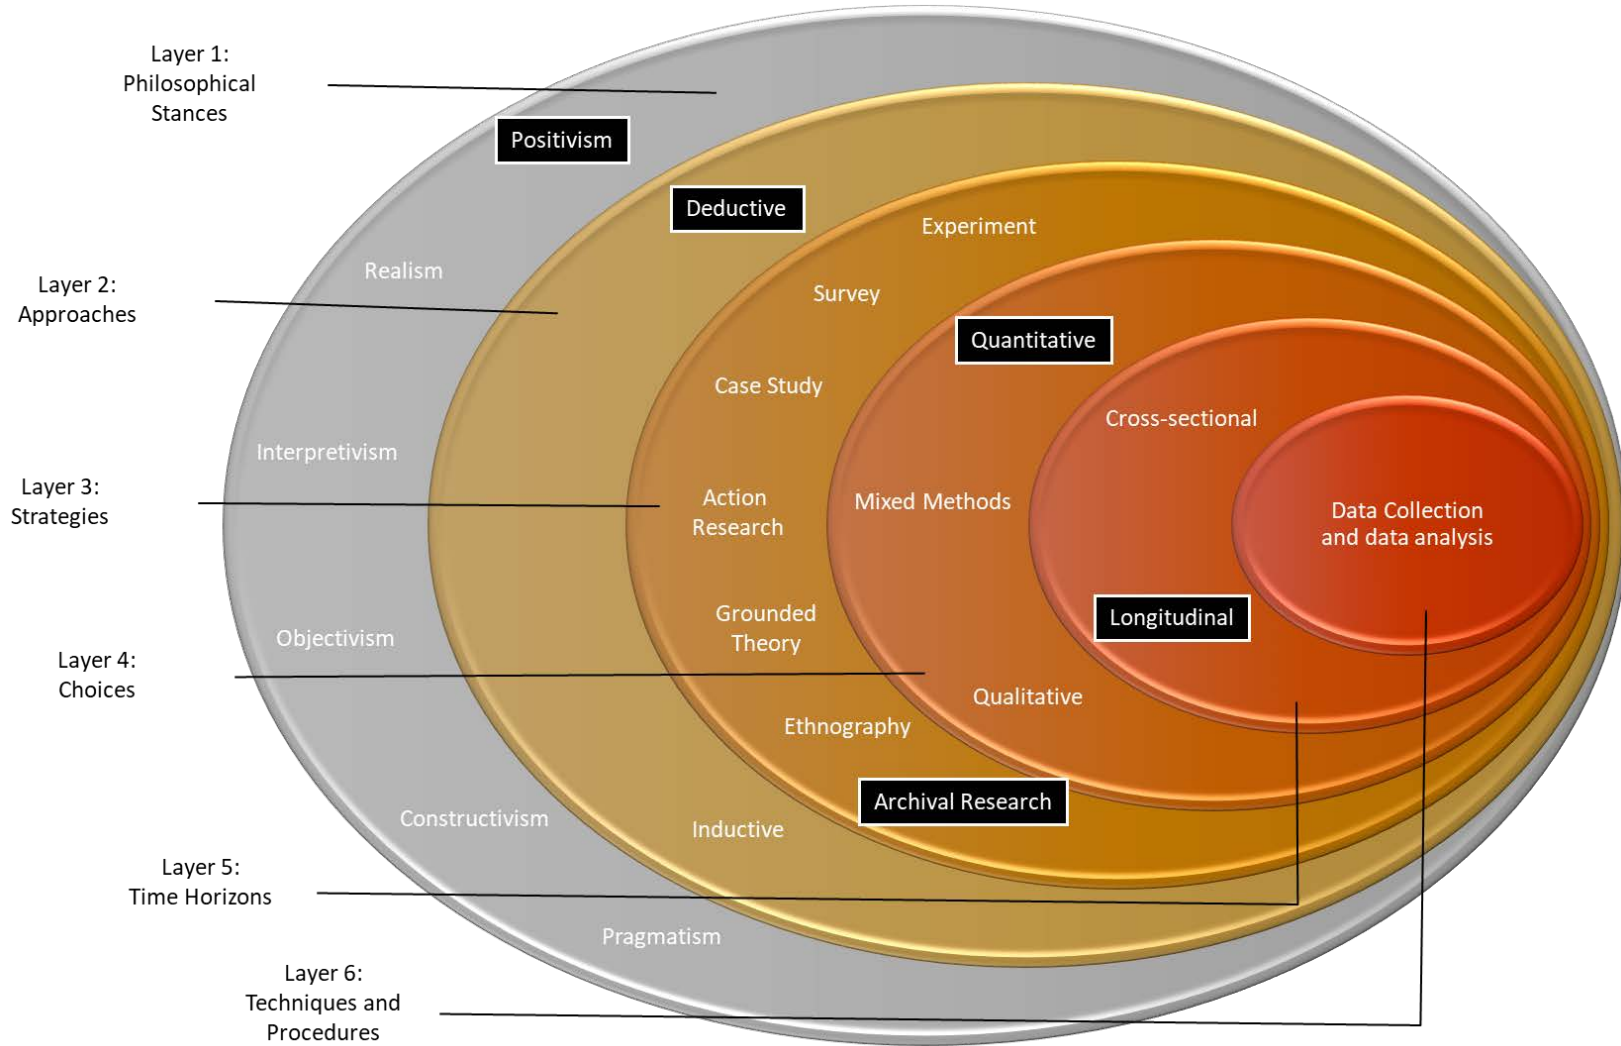 Layer 1:
Philosophical
Stances
Positivism
Deductive
Experiment
Realism
Layer 2:
Approaches
Survey
Quantitative
Case Study
Cross-sectional
Interpretivism
Layer 3:
Strategies
Action
Research
Mixed Methods
Data Collection
and data analysis
Longitudinal
Grounded
Theory
Objectivism
Layer 4:
Choices
Qualitative
Ethnography
Archival Research
Constructivism
Inductive
Layer 5:
Time Horizons
Pragmatism
Layer 6:
Techniques and
Procedures